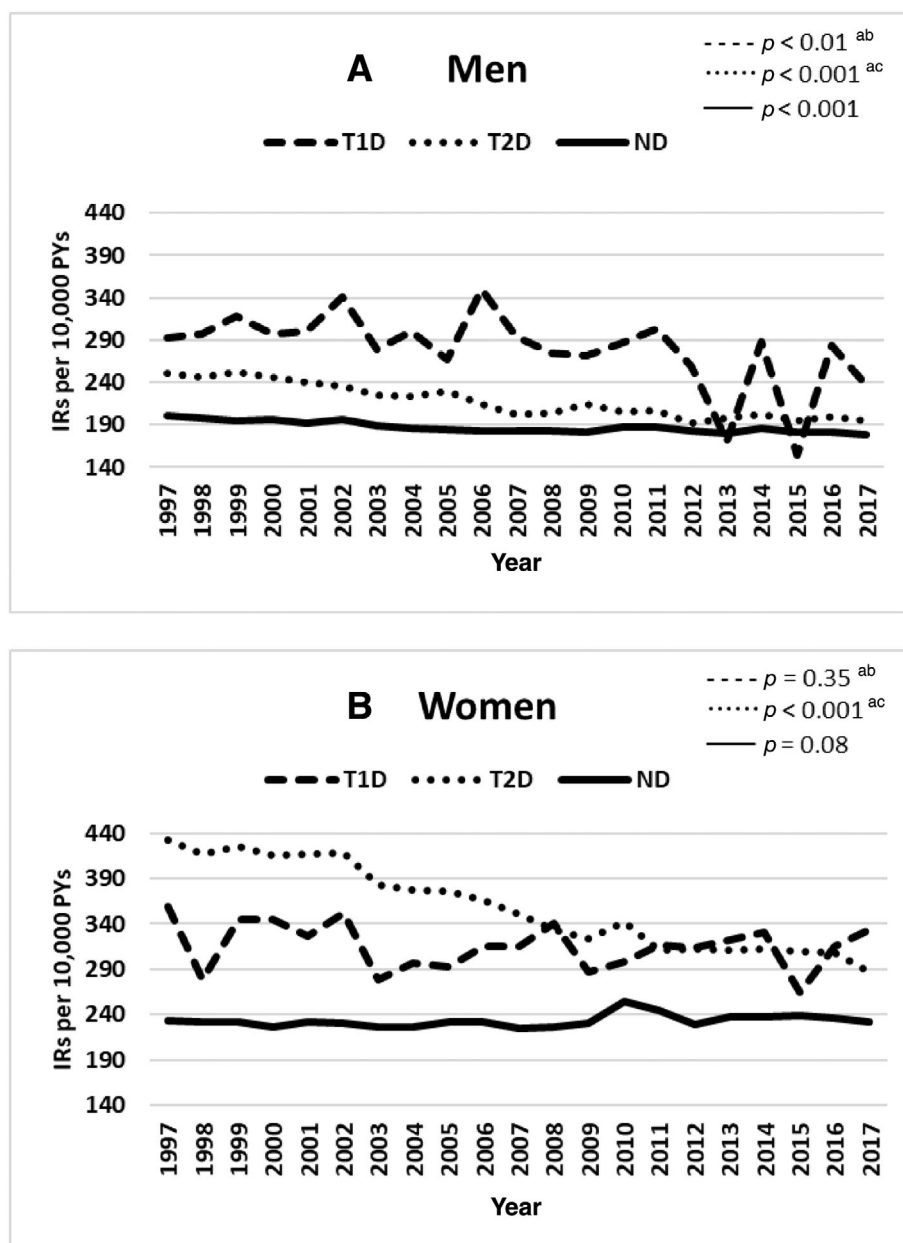 A Men
p < 0.01 ab
p < 0.001 ac
p < 0.001
T1D T2D ND
IRs per 10,000 PYs
440
390
340
290
240
190
140
1997 1998 1999 2000 2001 2002 2003 2004 2005 2006 2007 2008 2009 2010 2011 2012 2013 2014 2015 2016 2017
Year
B Women
p = 0.35 ab
p < 0.001 ac
p = 0.08
T1D T2D ND
IRs per 10,000 PYs
440
390
340
290
240
190
140
1997 1998 1999 2000 2001 2002 2003 2004 2005 2006 2007 2008 2009 2010 2011 2012 2013 2014 2015 2016 2017
Year